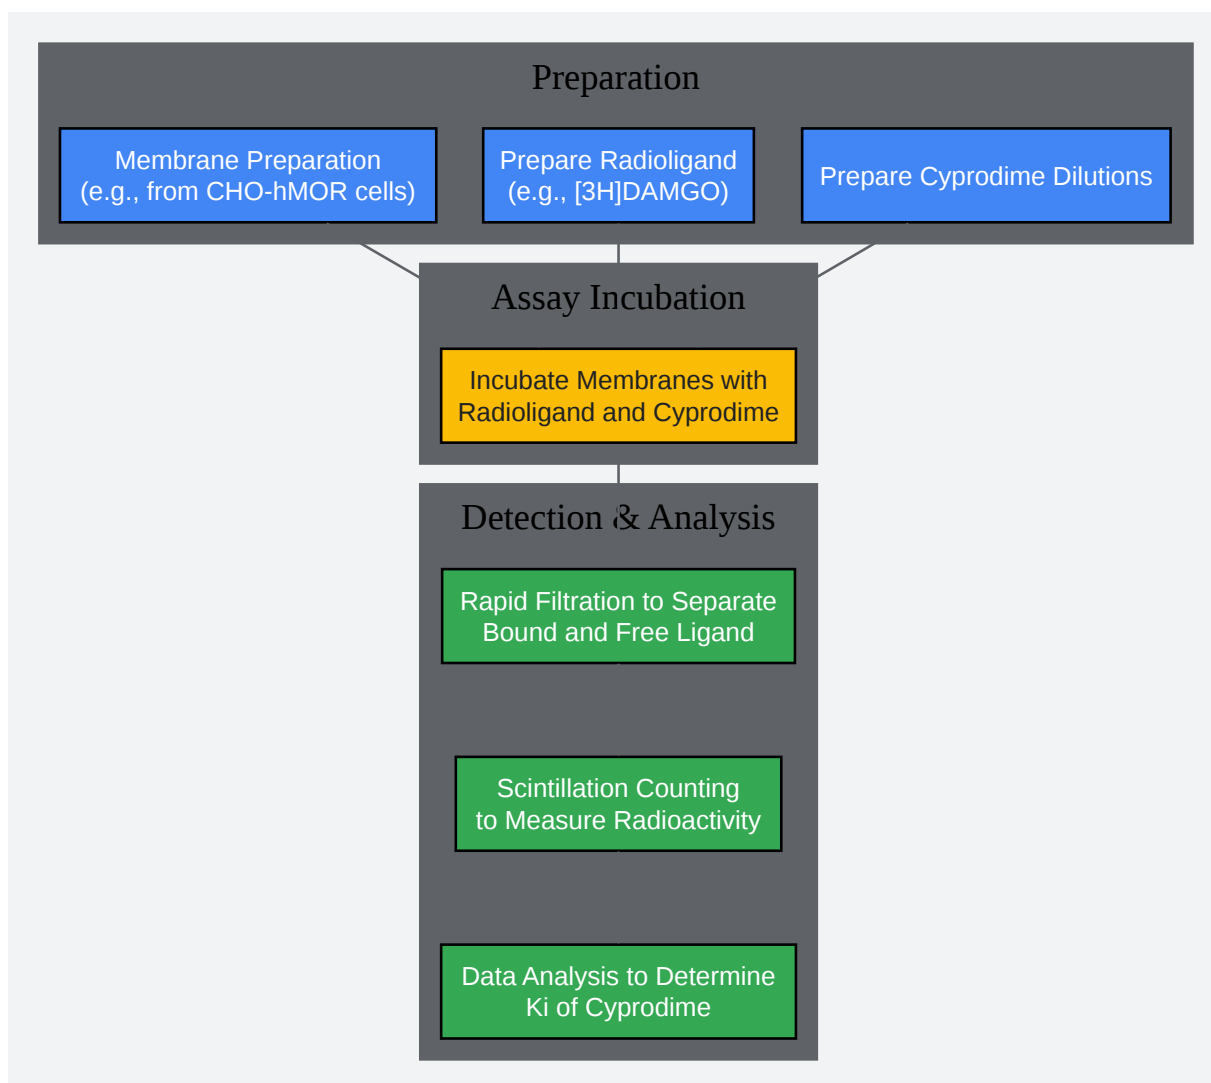 Preparation
Membrane Preparation
(e.g., from CHO-hMOR cells)
Prepare Radioligand
(e.g., [3H]DAMGO)
Prepare Cyprodime Dilutions
Assay Incubation
Incubate Membranes with
Radioligand and Cyprodime
Detection & Analysis
Rapid Filtration to Separate
Bound and Free Ligand
Scintillation Counting
to Measure Radioactivity
Data Analysis to Determine
Ki of Cyprodime